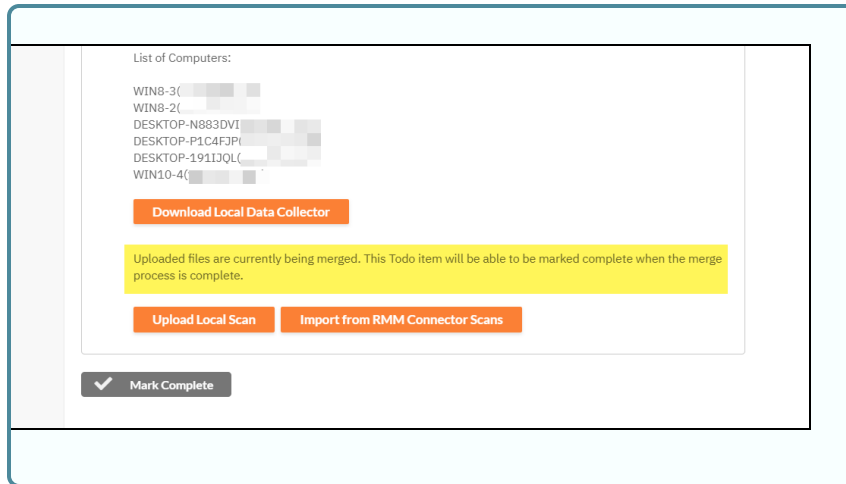 List of Computers:
WIN8-3(
WIN8-2(
DESKTOP-N883DVI
DESKTOP-P1C4FJP(
DESKTOP-191IJQL(
WIN10-4(
Download Local Data Collector
Uploaded files are currently being merged. This Todo item will be able to be marked complete when the merge
process is complete.
Upload Local Scan Import from RMM Connector Scans
Mark Complete